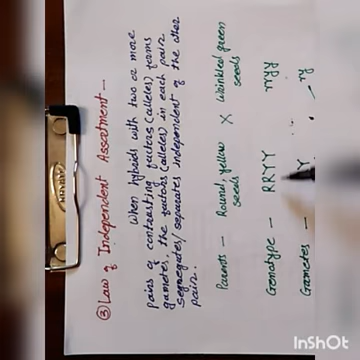 ③ Law of Independent Assortment –
When hybrids with two or more
pairs of contrasting factors (alleles) forms
gametes, the factors (alleles) in each pair
segregates/separates independent of the other
pair.
Parents – Round, yellow X Wrinkled green
seeds seeds
Genotype – RRYY rryy
Gametes – Y ry
InShOt